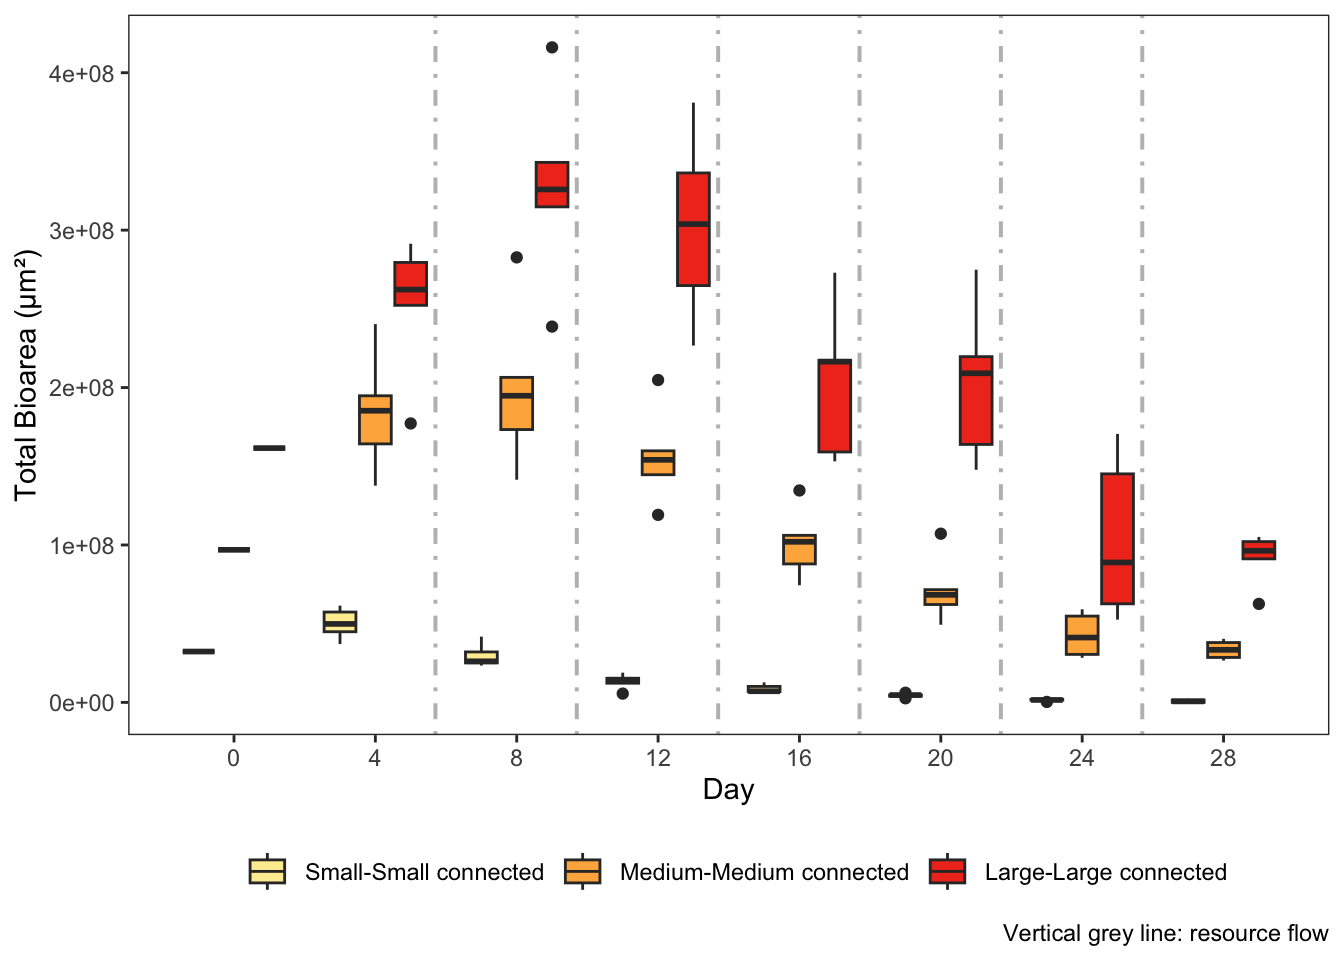 Total Bioarea (μm²)
4e+08
3e+08
2e+08
1e+08
0e+00
0 4 8 12 16 20 24 28
Day
Small-Small connected Medium-Medium connected Large-Large connected
Vertical grey line: resource flow